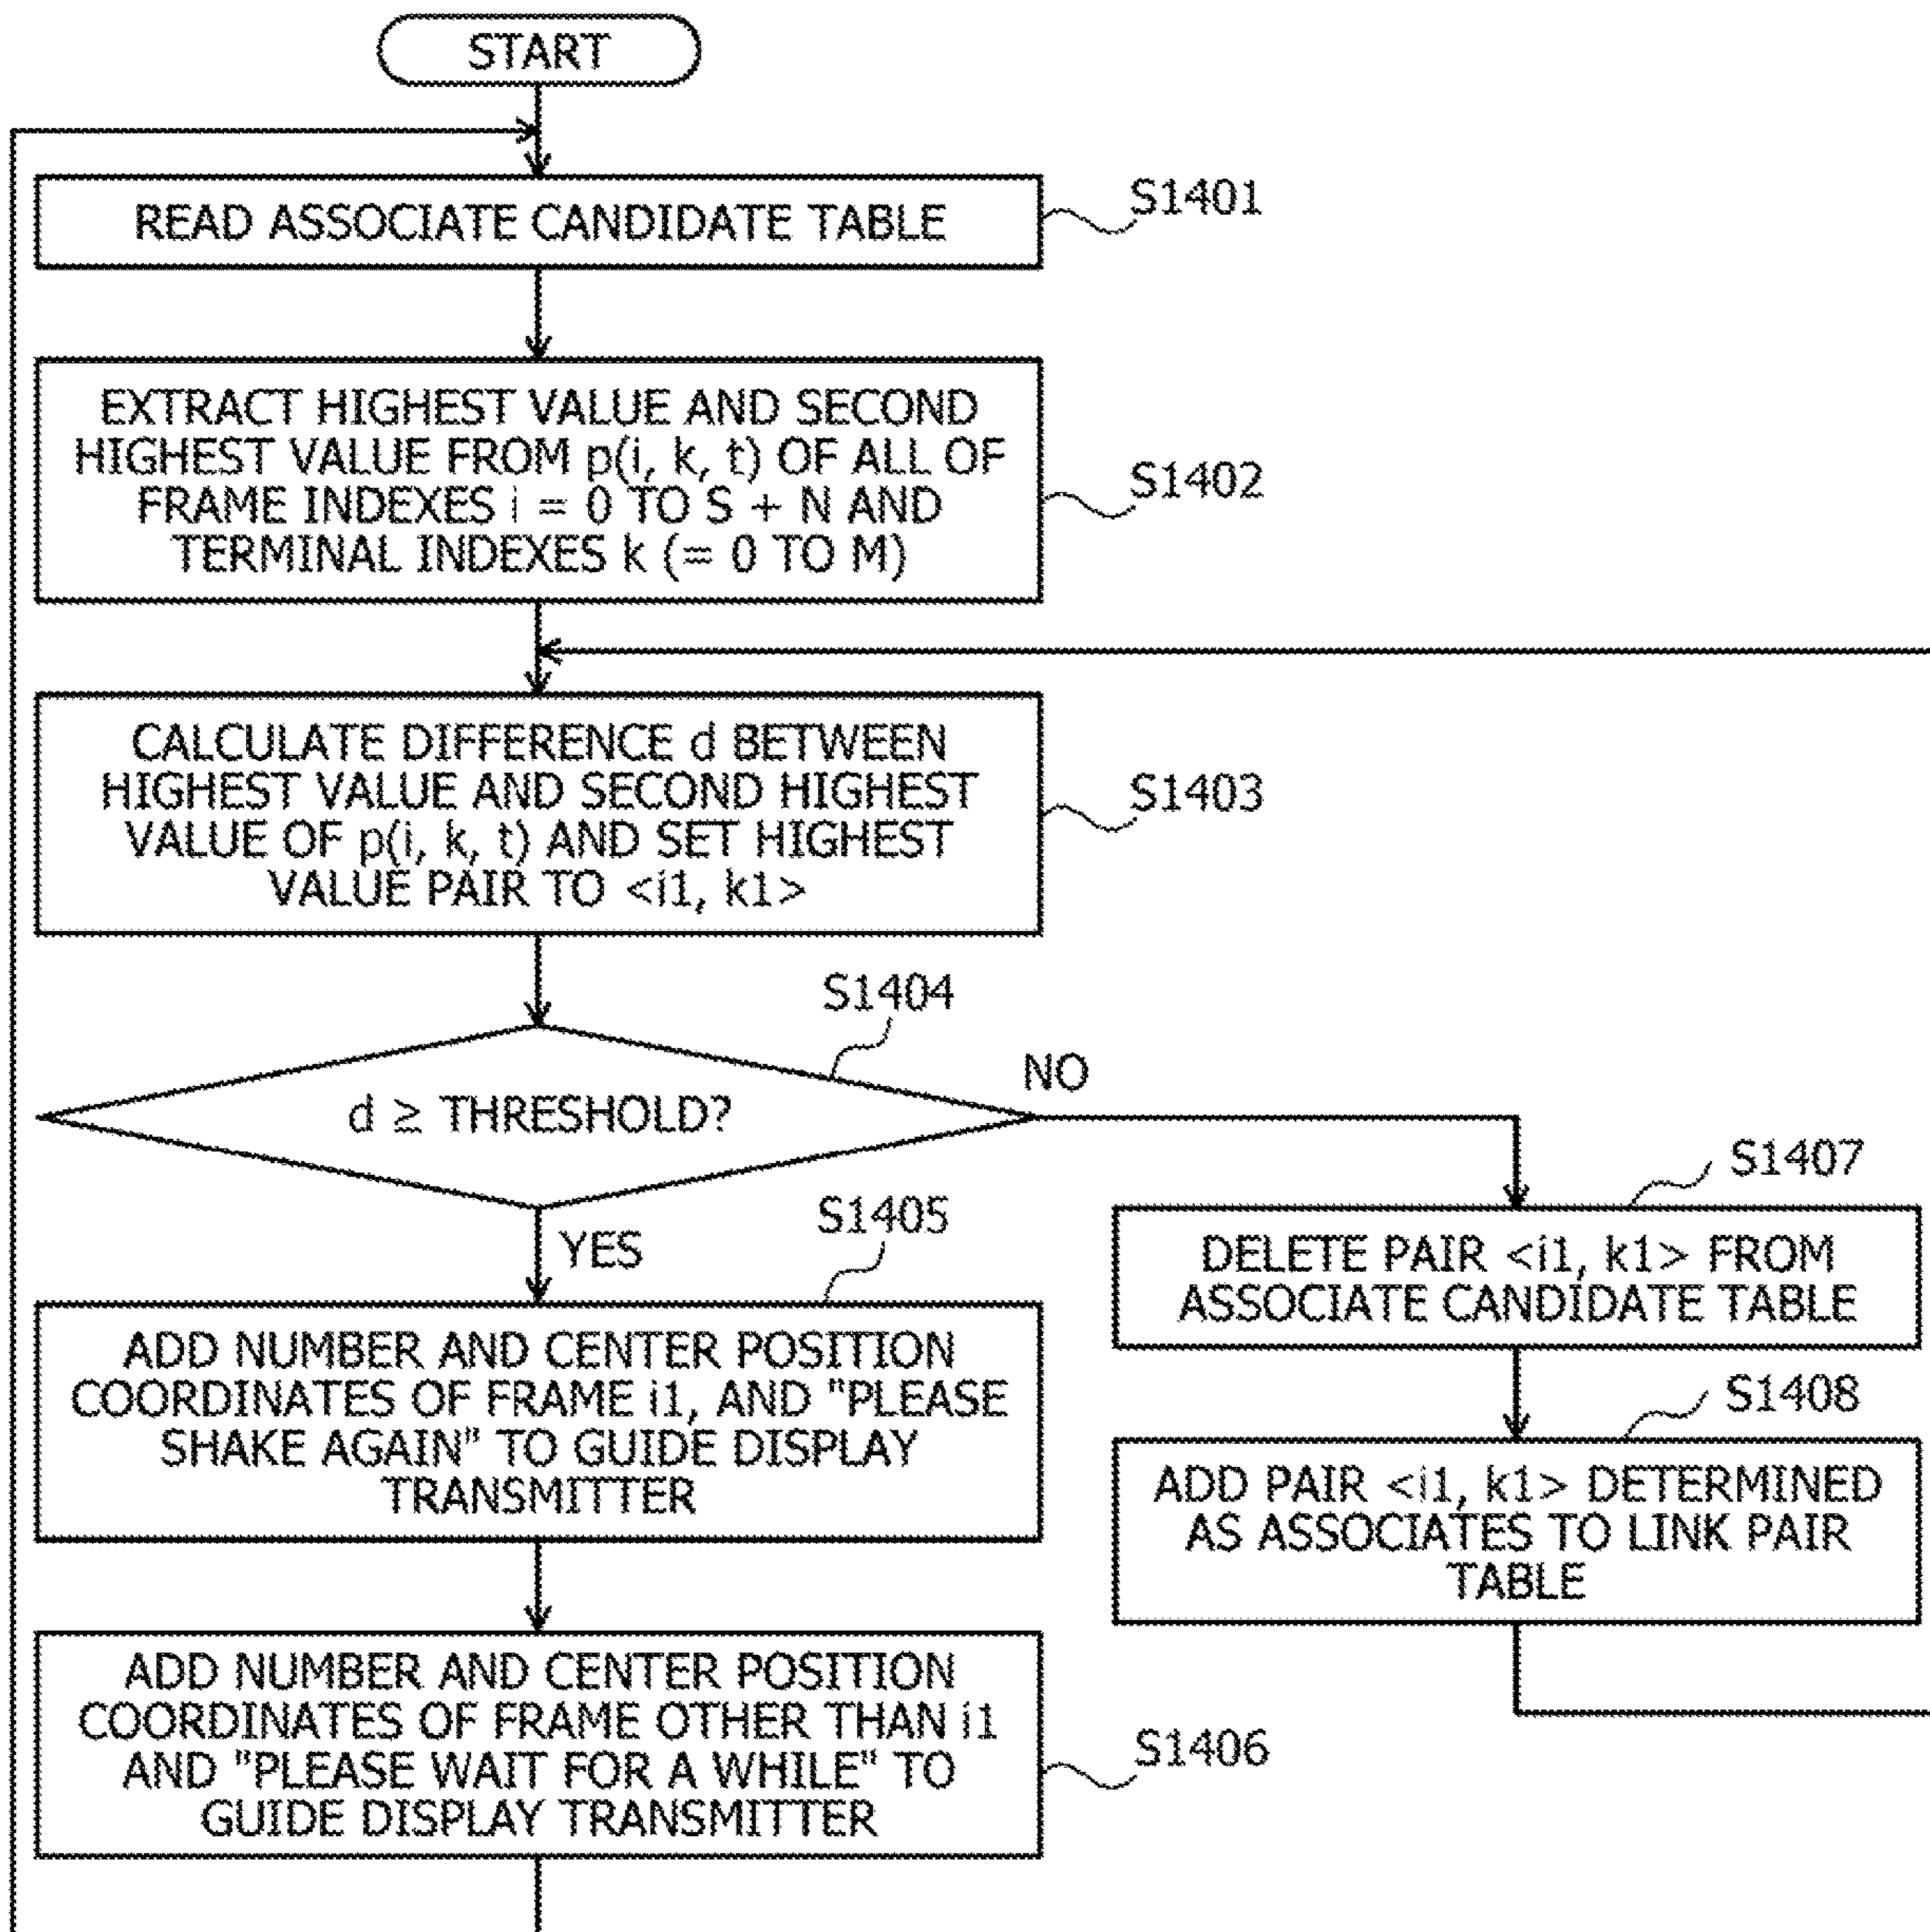 START
READ ASSOCIATE CANDIDATE TABLE
S1401
EXTRACT HIGHEST VALUE AND SECOND
HIGHEST VALUE FROM p(i, k, t) OF ALL OF
FRAME INDEXES i = 0 TO S + N AND
TERMINAL INDEXES k (= 0 TO M)
S1402
CALCULATE DIFFERENCE d BETWEEN
HIGHEST VALUE AND SECOND HIGHEST
VALUE OF p(i, k, t) AND SET HIGHEST
VALUE PAIR TO <i1, k1>
S1403
S1404
d ≥ THRESHOLD?
NO
YES
S1405
ADD NUMBER AND CENTER POSITION
COORDINATES OF FRAME i1, AND "PLEASE
SHAKE AGAIN" TO GUIDE DISPLAY
TRANSMITTER
ADD NUMBER AND CENTER POSITION
COORDINATES OF FRAME OTHER THAN i1
AND "PLEASE WAIT FOR A WHILE" TO
GUIDE DISPLAY TRANSMITTER
S1406
S1407
DELETE PAIR <i1, k1> FROM
ASSOCIATE CANDIDATE TABLE
S1408
ADD PAIR <i1, k1> DETERMINED
AS ASSOCIATES TO LINK PAIR
TABLE